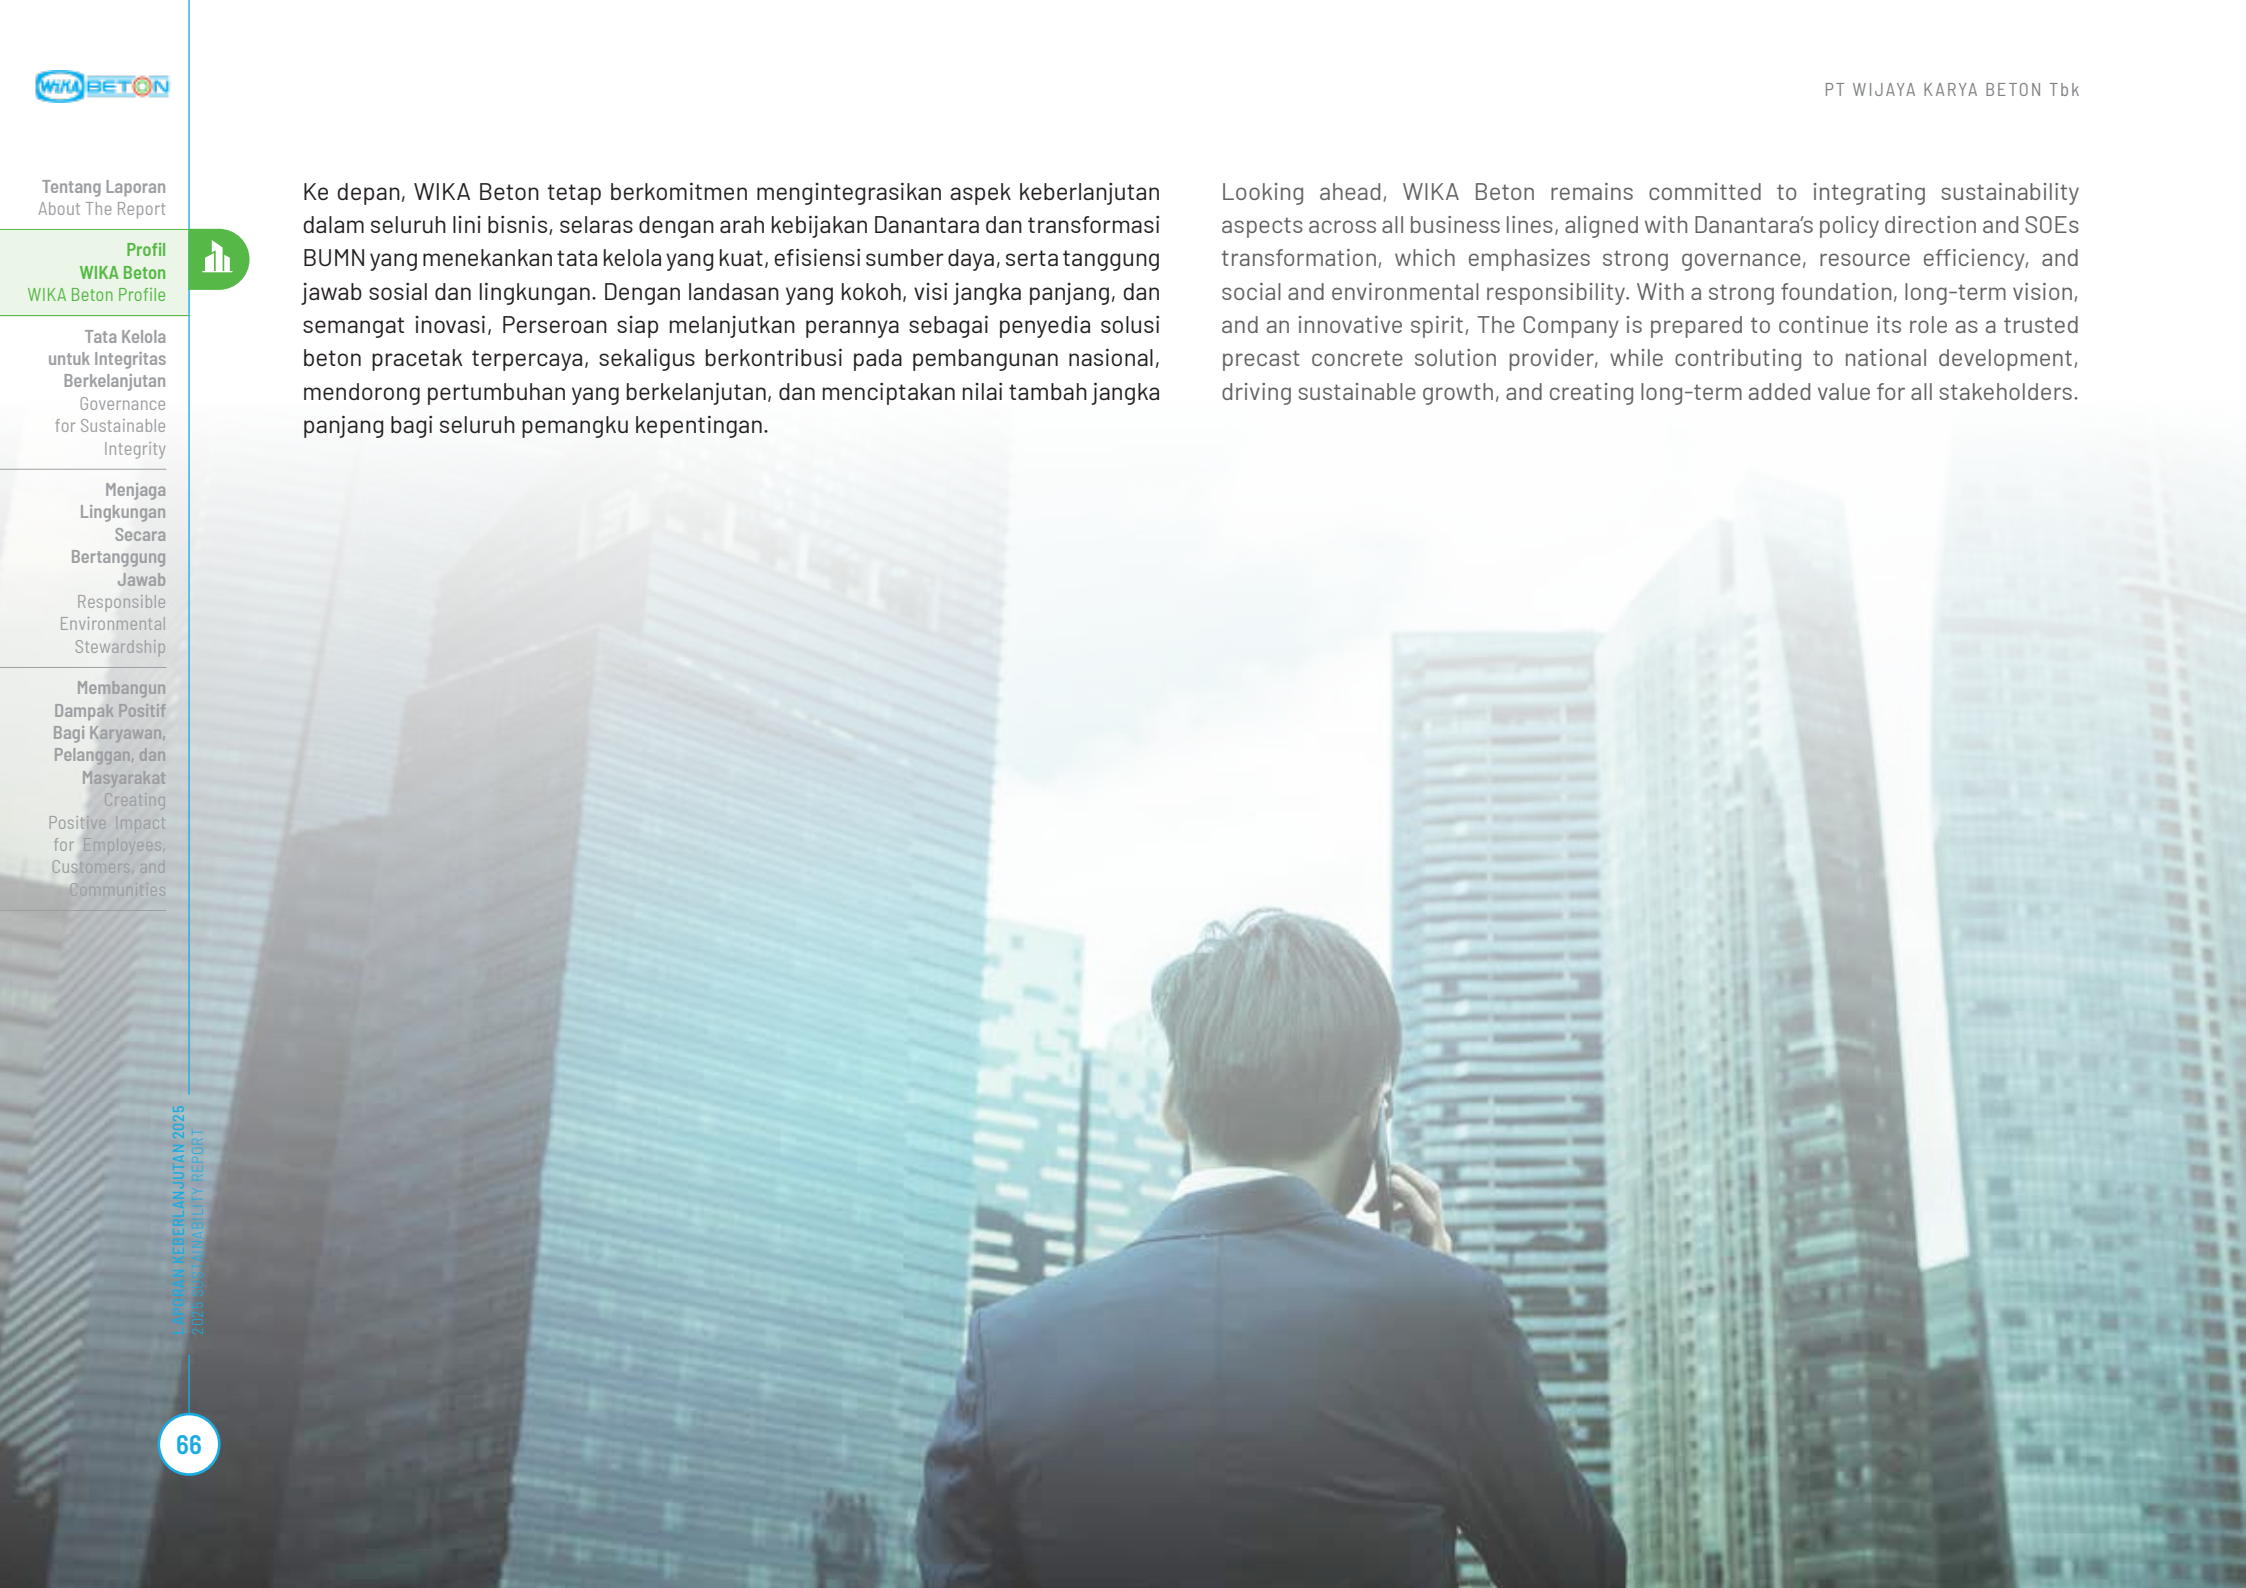 WIKA BETON
PT WIJAYA KARYA BETON Tbk
Tentang Laporan
About The Report
Profil
WIKA Beton
WIKA Beton Profile
Tata Kelola
untuk Integritas
Berkelanjutan
Governance
for Sustainable
Integrity
Menjaga
Lingkungan
Secara
Bertanggung
Jawab
Responsible
Environmental
Stewardship
Membangun
Dampak Positif
Bagi Karyawan,
Pelanggan, dan
Masyarakat
Creating
Positive Impact
for Employees,
Customers, and
Communities
Ke depan, WIKA Beton tetap berkomitmen mengintegrasikan aspek keberlanjutan
dalam seluruh lini bisnis, selaras dengan arah kebijakan Danantara dan transformasi
BUMN yang menekankan tata kelola yang kuat, efisiensi sumber daya, serta tanggung
jawab sosial dan lingkungan. Dengan landasan yang kokoh, visi jangka panjang, dan
semangat inovasi, Perseroan siap melanjutkan perannya sebagai penyedia solusi
beton pracetak terpercaya, sekaligus berkontribusi pada pembangunan nasional,
mendorong pertumbuhan yang berkelanjutan, dan menciptakan nilai tambah jangka
panjang bagi seluruh pemangku kepentingan.
Looking ahead, WIKA Beton remains committed to integrating sustainability
aspects across all business lines, aligned with Danantara’s policy direction and SOEs
transformation, which emphasizes strong governance, resource efficiency, and
social and environmental responsibility. With a strong foundation, long-term vision,
and an innovative spirit, The Company is prepared to continue its role as a trusted
precast concrete solution provider, while contributing to national development,
driving sustainable growth, and creating long-term added value for all stakeholders.
LAPORAN KEBERLANJUTAN 2025
2025 SUSTAINABILITY REPORT
66